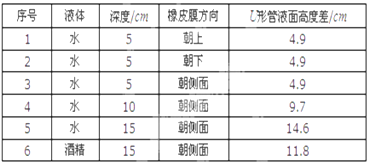 序号 液体 深度/cm 橡皮膜方向 U形管液面高度差/cm
1 水 5 朝上 4.9
2 水 5 朝下 4.9
3 水 5 朝侧面 4.9
4 水 10 朝侧面 9.7
5 水 15 朝侧面 14.6
6 酒精 15 朝侧面 11.8